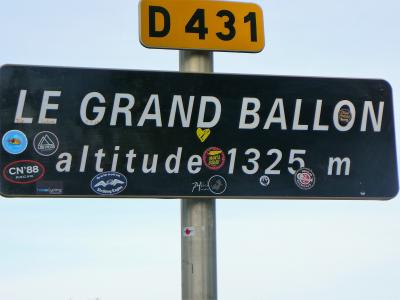 D 431
LE GRAND BALLON
altitude 1325 m
CN'88